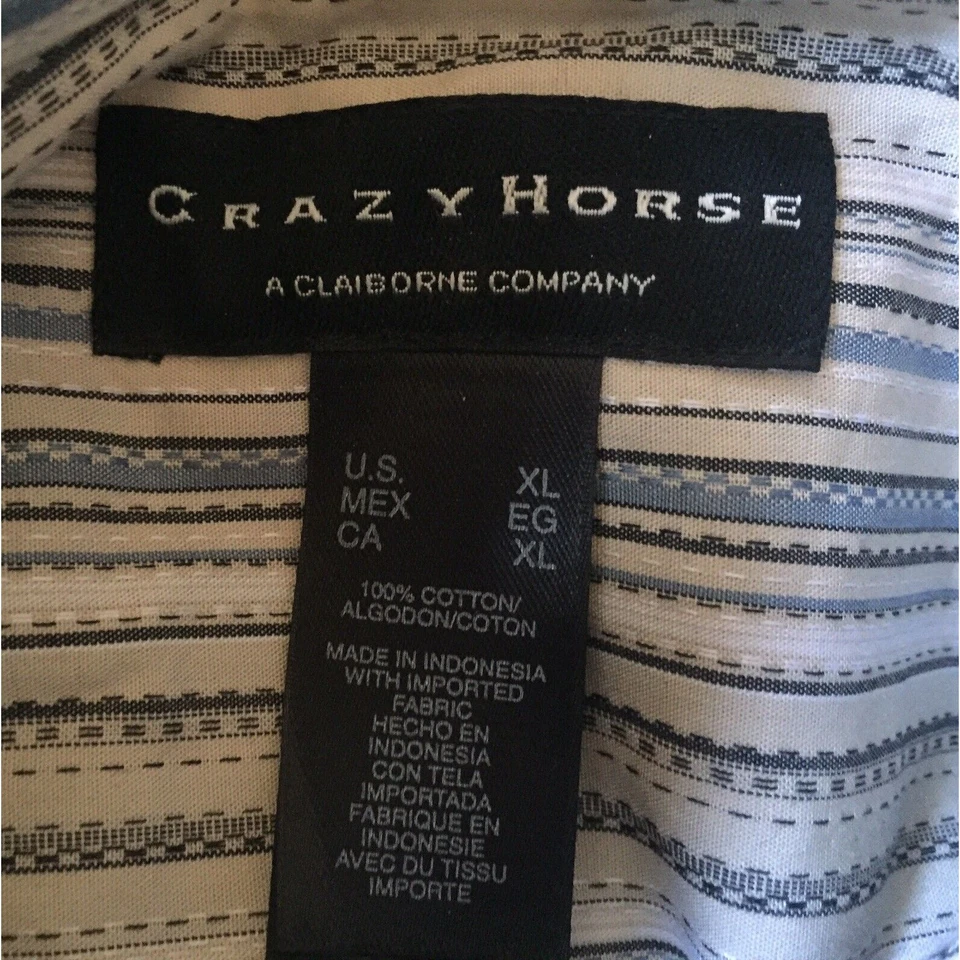 CRAZY HORSE
A CLAIBORNE COMPANY
U.S. XL
MEX EG
CA XL
100% COTTON/
ALGODON/COTON
MADE IN INDONESIA
WITH IMPORTED
FABRIC
HECHO EN
INDONESIA
CON TELA
IMPORTADA
FABRIQUE EN
INDONESIE
AVEC DU TISSU
IMPORTE